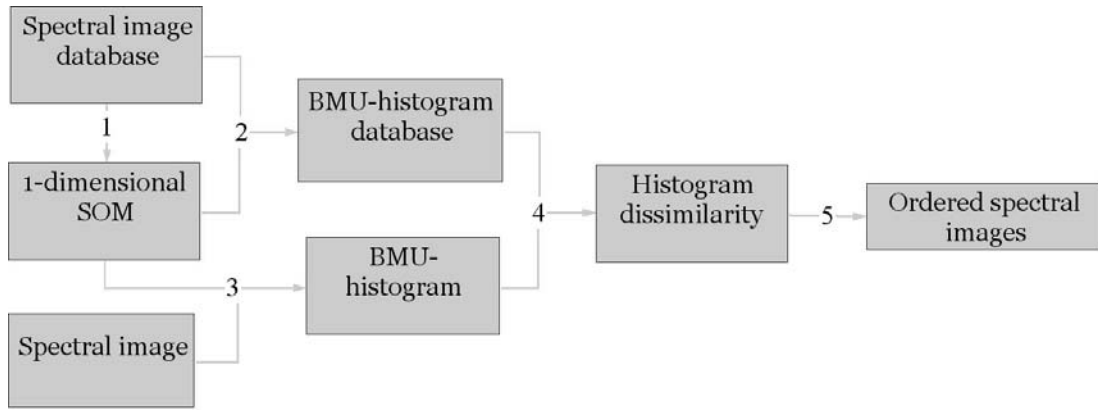 Spectral image
database
1
1-dimensional
SOM
2
BMU-histogram
database
3
BMU-
histogram
Spectral image
4
Histogram
dissimilarity
5
Ordered spectral
images